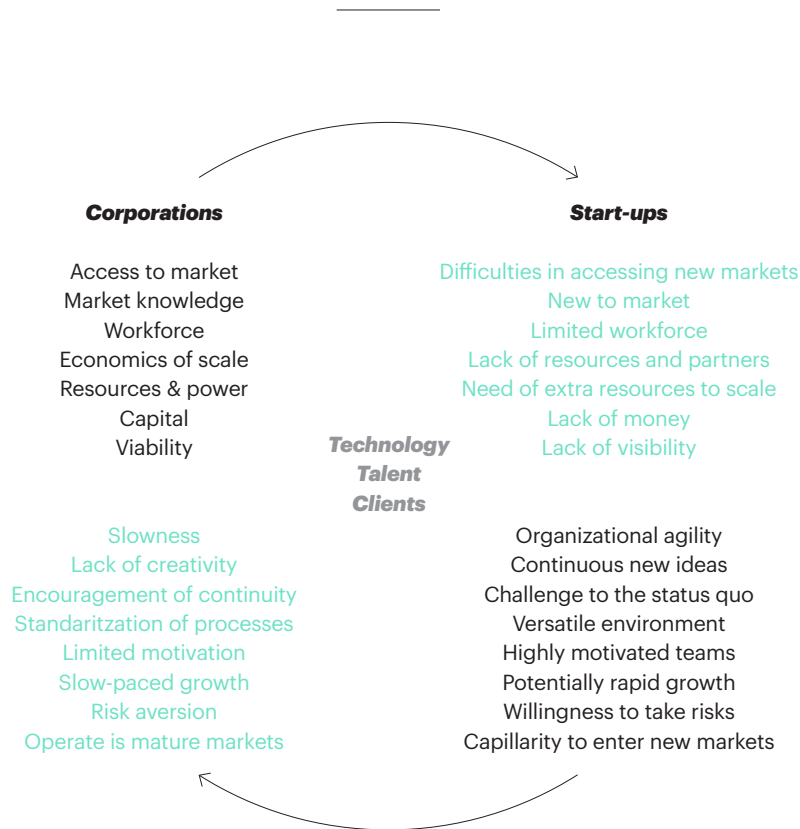 Corporations
Access to market
Market knowledge
Workforce
Economics of scale
Resources & power
Capital
Viability
Slowness
Lack of creativity
Encouragement of continuity
Standaritzation of processes
Limited motivation
Slow-paced growth
Risk aversion
Operate is mature markets
Technology
Talent
Clients
Start-ups
Difficulties in accessing new markets
New to market
Limited workforce
Lack of resources and partners
Need of extra resources to scale
Lack of money
Lack of visibility
Organizational agility
Continuous new ideas
Challenge to the status quo
Versatile environment
Highly motivated teams
Potentially rapid growth
Willingness to take risks
Capillarity to enter new markets